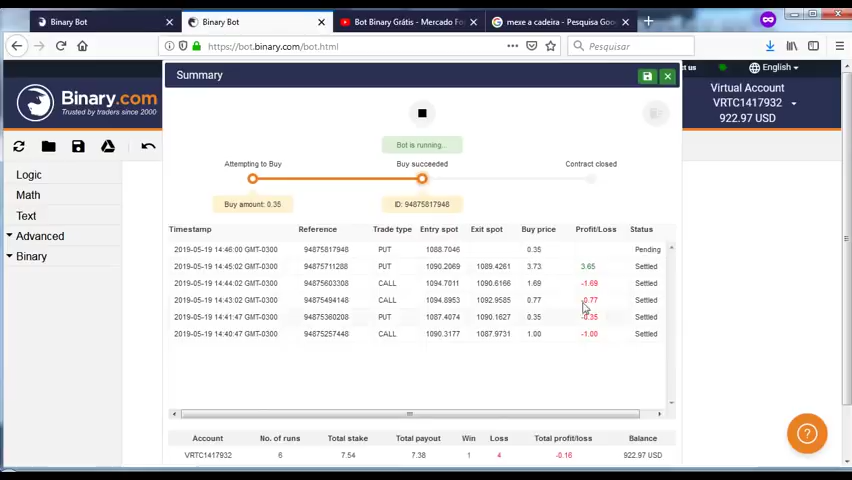 Binary Bot
Binary Bot
Bot Binary Grátis - Mercado Fo
mexe a cadeira - Pesquisa Goo
https://bot.binary.com/bot.html
Pesquisar
Summary
ct us
English
Binary.com
Trusted by traders since 2000
Virtual Account
VRTC1417932
922.97 USD
Bot is running...
Attempting to Buy Buy succeeded Contract closed
Buy amount: 0.35 ID: 94875817948
Logic
Math
Text
Advanced
Binary
Timestamp Reference Trade type Entry spot Exit spot Buy price Profit/Loss Status
2019-05-19 14:46:00 GMT-0300 94875817948 PUT 1088.7046 0.35 Pending
2019-05-19 14:45:02 GMT-0300 94875711288 PUT 1090.2069 1089.4261 3.73 3.65 Settled
2019-05-19 14:44:02 GMT-0300 94875603308 CALL 1094.7011 1090.6166 1.69 -1.69 Settled
2019-05-19 14:43:02 GMT-0300 94875494148 CALL 1094.8953 1092.9585 0.77 -0.77 Settled
2019-05-19 14:41:47 GMT-0300 94875360208 PUT 1087.4074 1090.1627 0.35 -0.35 Settled
2019-05-19 14:40:47 GMT-0300 94875257448 CALL 1090.3177 1087.9731 1.00 -1.00 Settled
Account No. of runs Total stake Total payout Win Loss Total profit/loss Balance
VRTC1417932 6 7.54 7.38 1 4 -0.16 922.97 USD